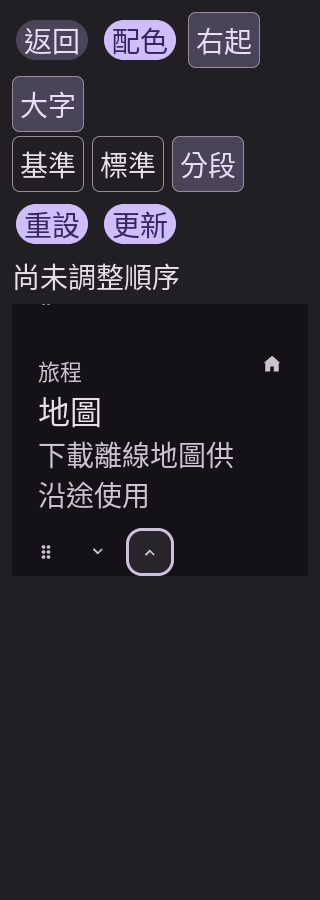 返回 配色 右起
大字
基準 標準 分段
重設 更新
尚未調整順序
旅程
地圖
下載離線地圖供
沿途使用